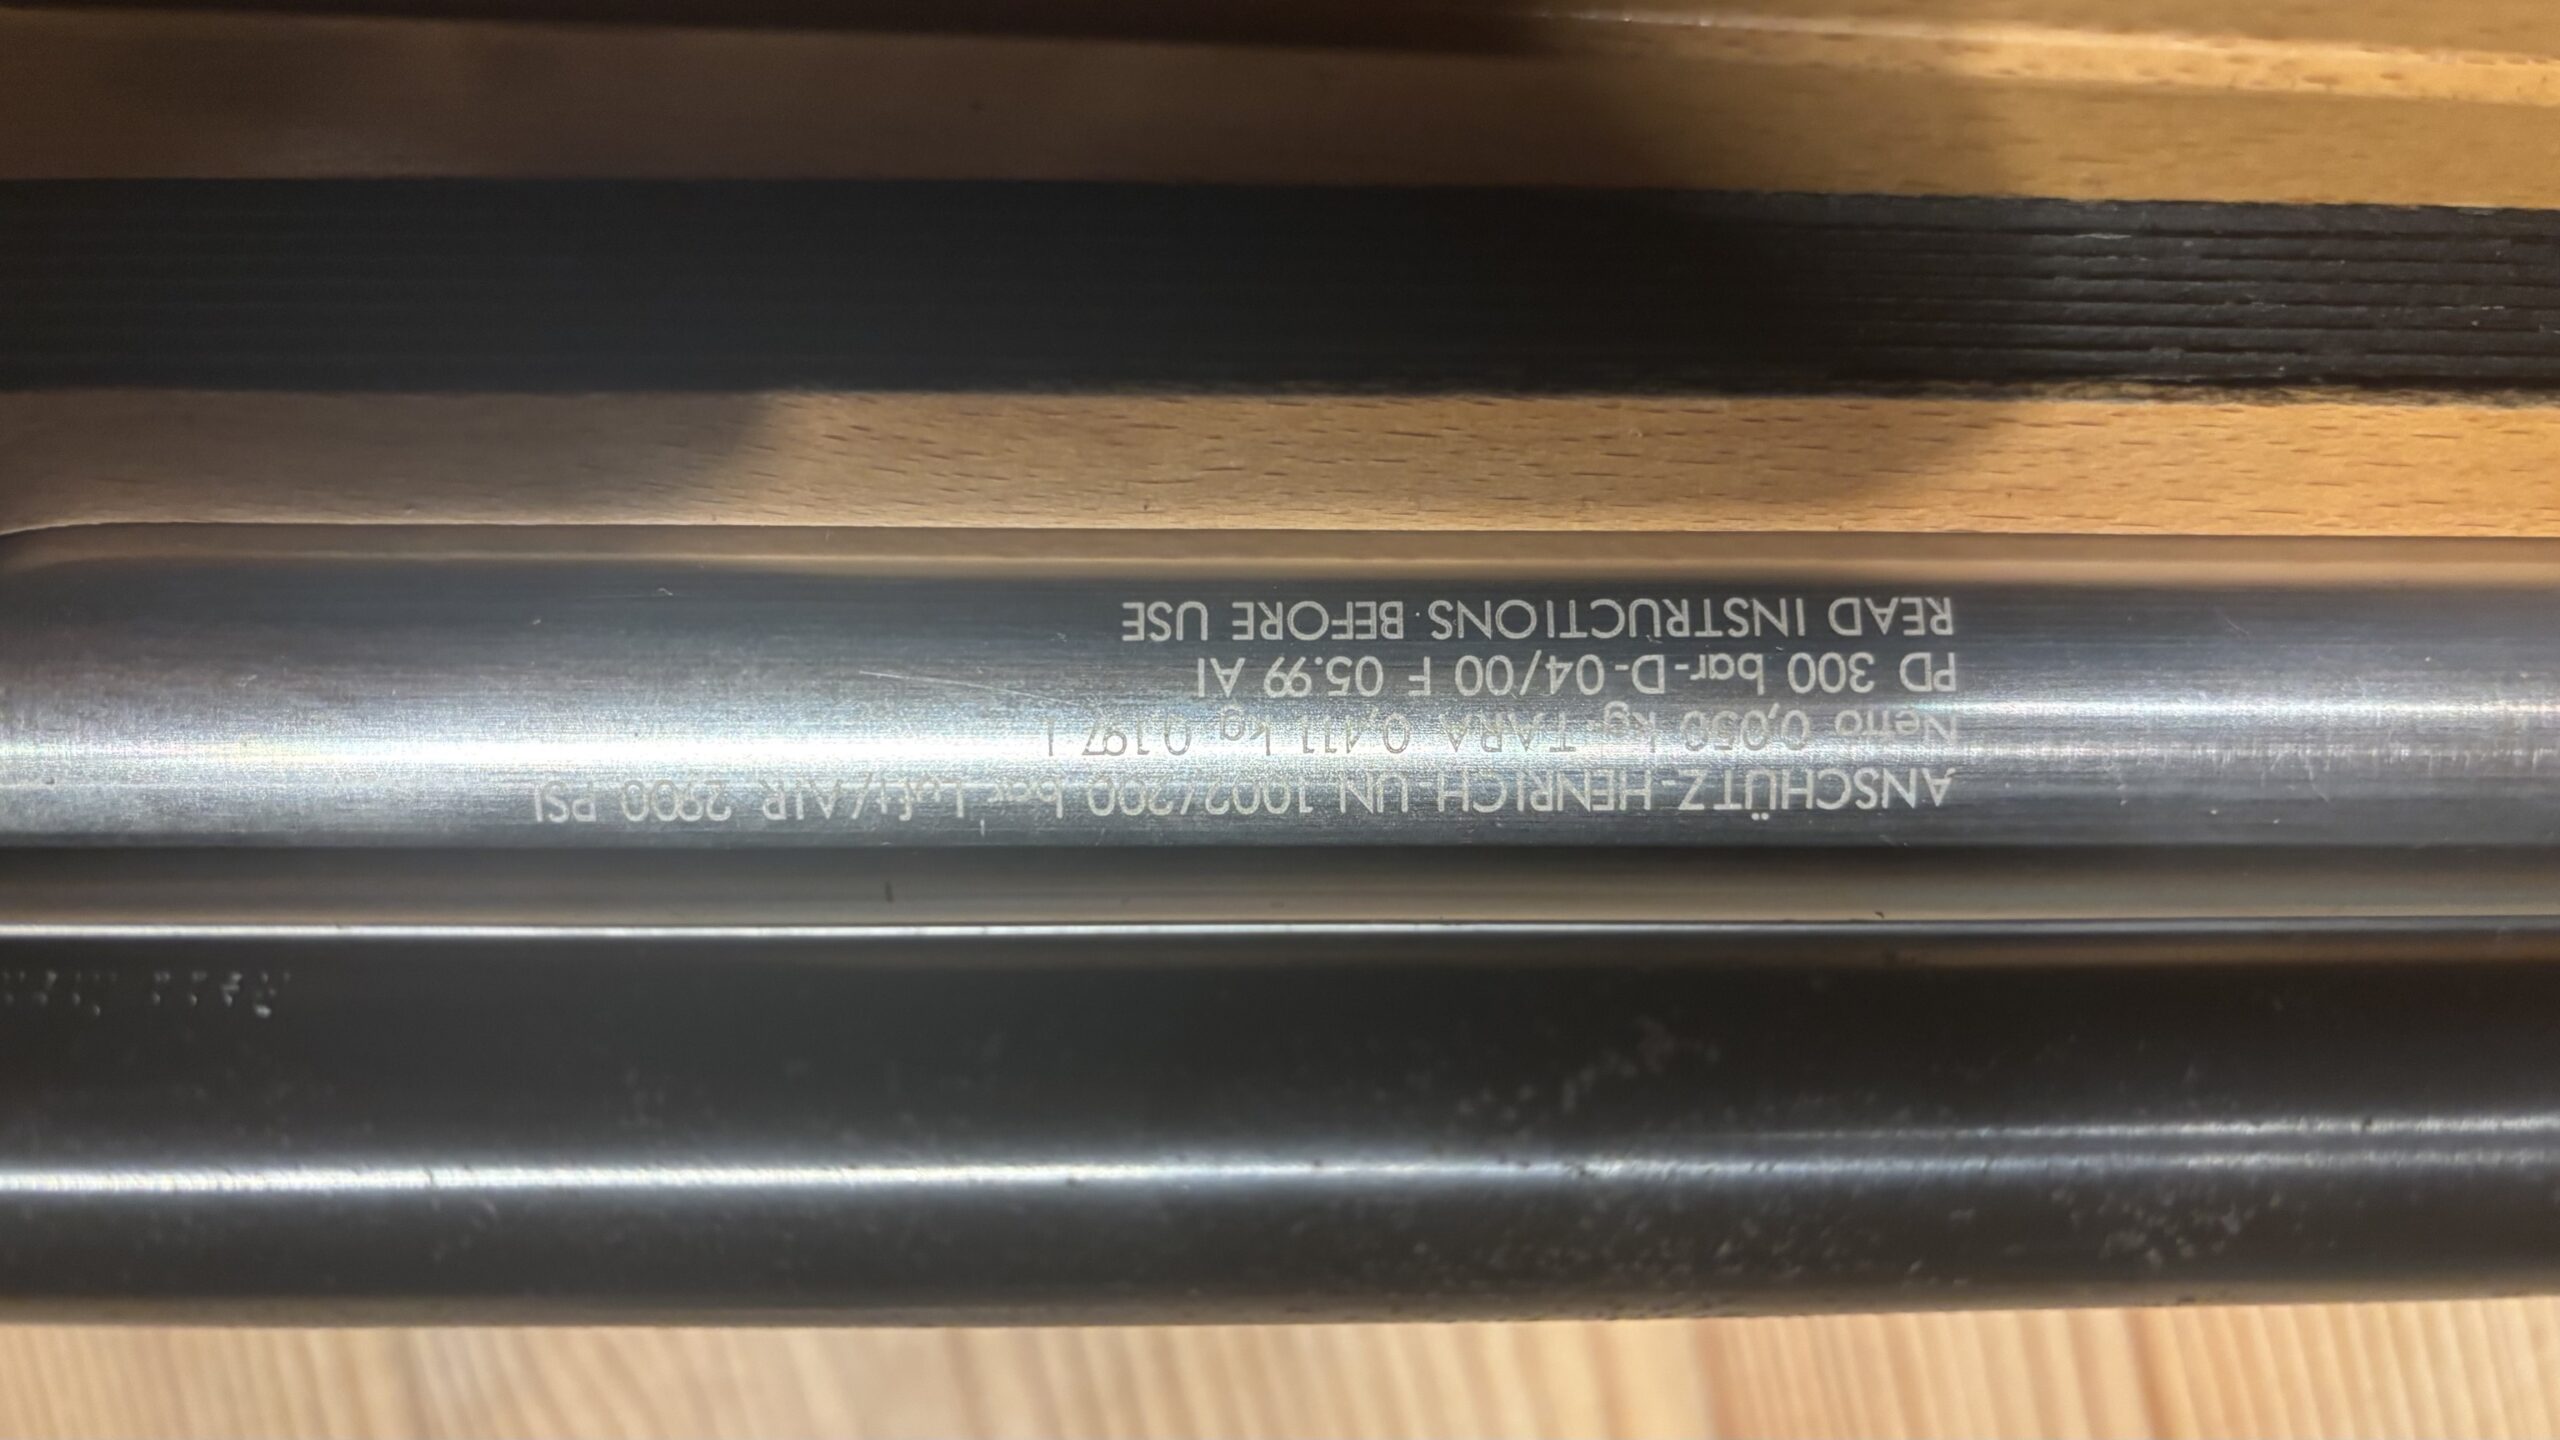 ANSCHÜTZ-HENRICH-UN 1002/200 bar Luft/AIR 2900 PSI
Netto 0,050 kg-TARA 0,411 kg 0,197 l
PD 300 bar-D-04/00 F 05.99 Al
READ INSTRUCTIONS BEFORE USE